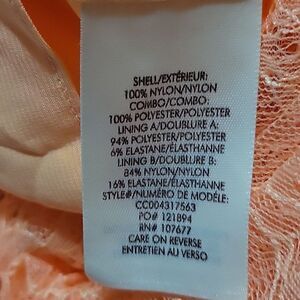 SHELL/EXTÉRIEUR:
100% NYLON/NYLON
COMBO/COMBO:
100% POLYESTER/POLYESTER
LINING A/DOUBLURE A:
94% POLYESTER/POLYESTER
6% ELASTANE/ÉLASTHANNE
LINING B/DOUBLURE B:
84% NYLON/NYLON
16% ELASTANE/ÉLASTHANNE
STYLE#/NUMÉRO DE MODÈLE:
CC004317563
PO# 121894
RN# 107677
CARE ON REVERSE
ENTRETIEN AU VERSO